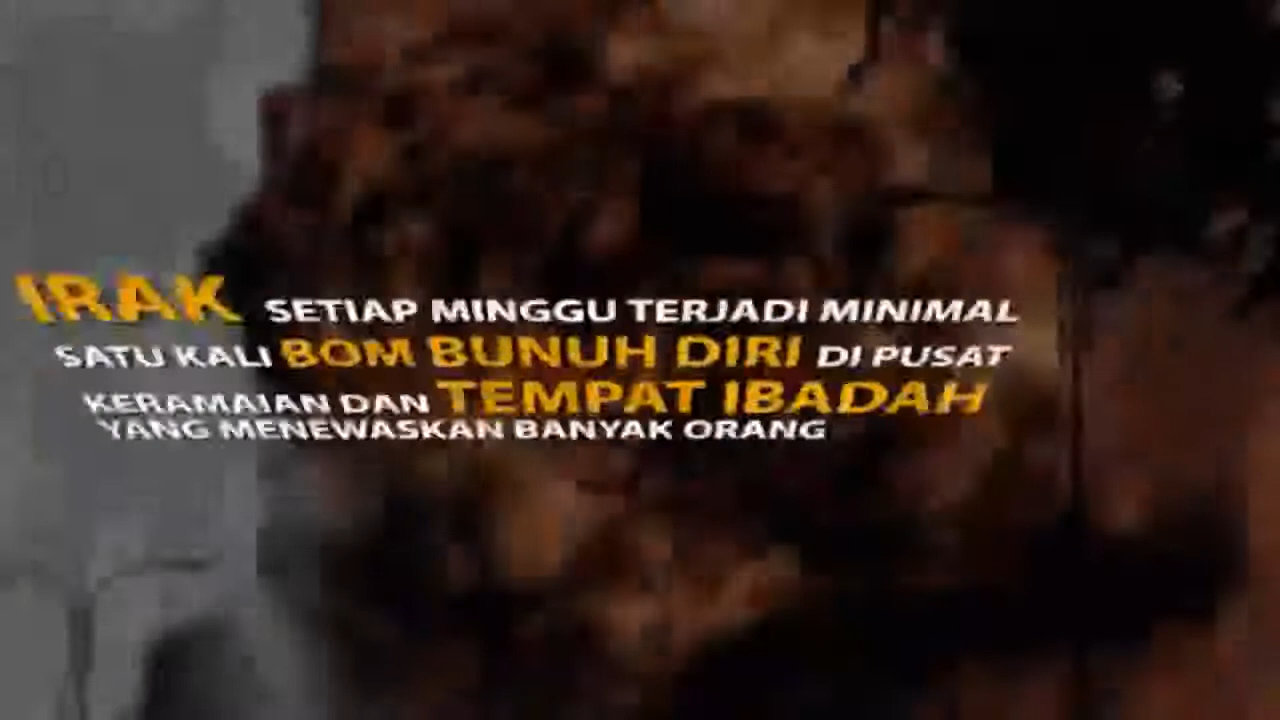 IRAK SETIAP MINGGU TERJADI MINIMAL
SATU KALI BOM BUNUH DIRI DI PUSAT
KERAMAIAN DAN TEMPAT IBADAH
YANG MENEWASKAN BANYAK ORANG